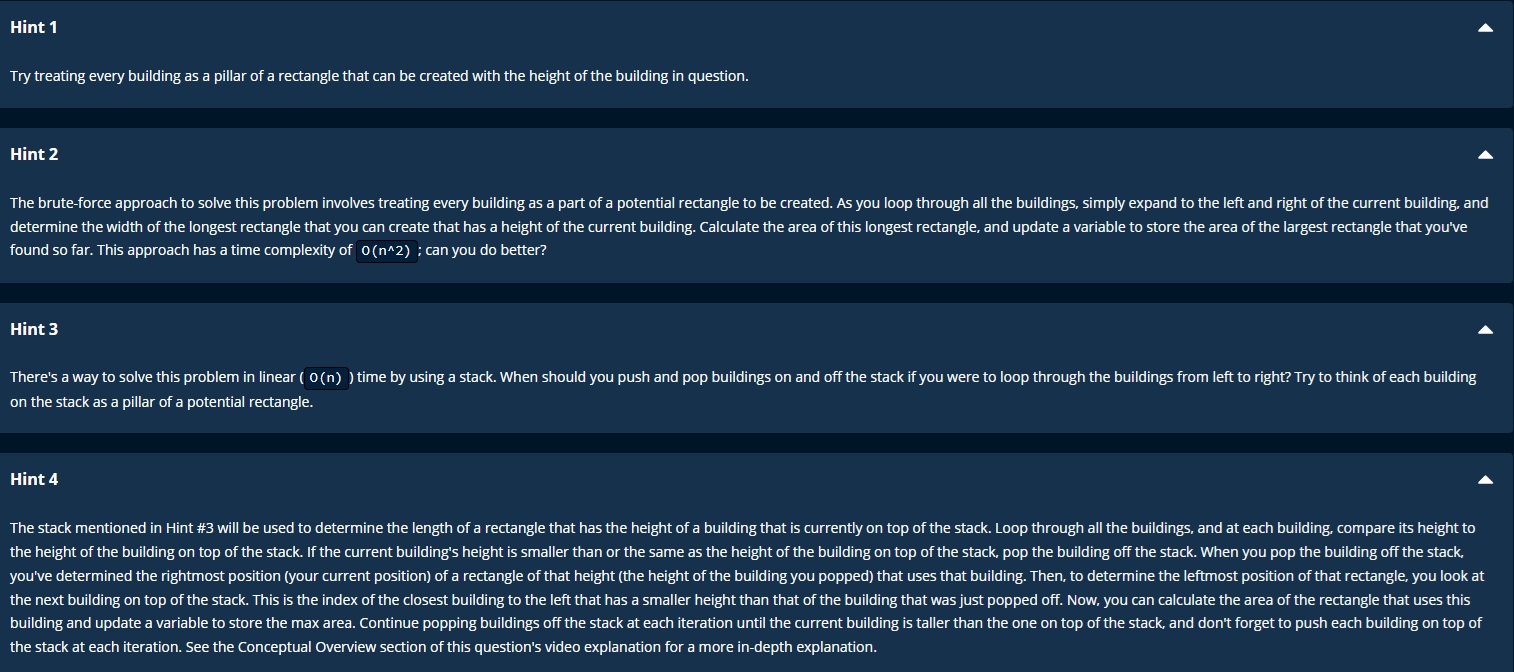 Hint 1
Try treating every building as a pillar of a rectangle that can be created with the height of the building in question.
Hint 2
The brute-force approach to solve this problem involves treating every building as a part of a potential rectangle to be created. As you loop through all the buildings, simply expand to the left and right of the current building, and
determine the width of the longest rectangle that you can create that has a height of the current building. Calculate the area of this longest rectangle, and update a variable to store the area of the largest rectangle that you've
found so far. This approach has a time complexity of O(n^2) ; can you do better?
Hint 3
There's a way to solve this problem in linear ( O(n) ) time by using a stack. When should you push and pop buildings on and off the stack if you were to loop through the buildings from left to right? Try to think of each building
on the stack as a pillar of a potential rectangle.
Hint 4
The stack mentioned in Hint #3 will be used to determine the length of a rectangle that has the height of a building that is currently on top of the stack. Loop through all the buildings, and at each building, compare its height to
the height of the building on top of the stack. If the current building's height is smaller than or the same as the height of the building on top of the stack, pop the building off the stack. When you pop the building off the stack,
you've determined the rightmost position (your current position) of a rectangle of that height (the height of the building you popped) that uses that building. Then, to determine the leftmost position of that rectangle, you look at
the next building on top of the stack. This is the index of the closest building to the left that has a smaller height than that of the building that was just popped off. Now, you can calculate the area of the rectangle that uses this
building and update a variable to store the max area. Continue popping buildings off the stack at each iteration until the current building is taller than the one on top of the stack, and don't forget to push each building on top of
the stack at each iteration. See the Conceptual Overview section of this question's video explanation for a more in-depth explanation.